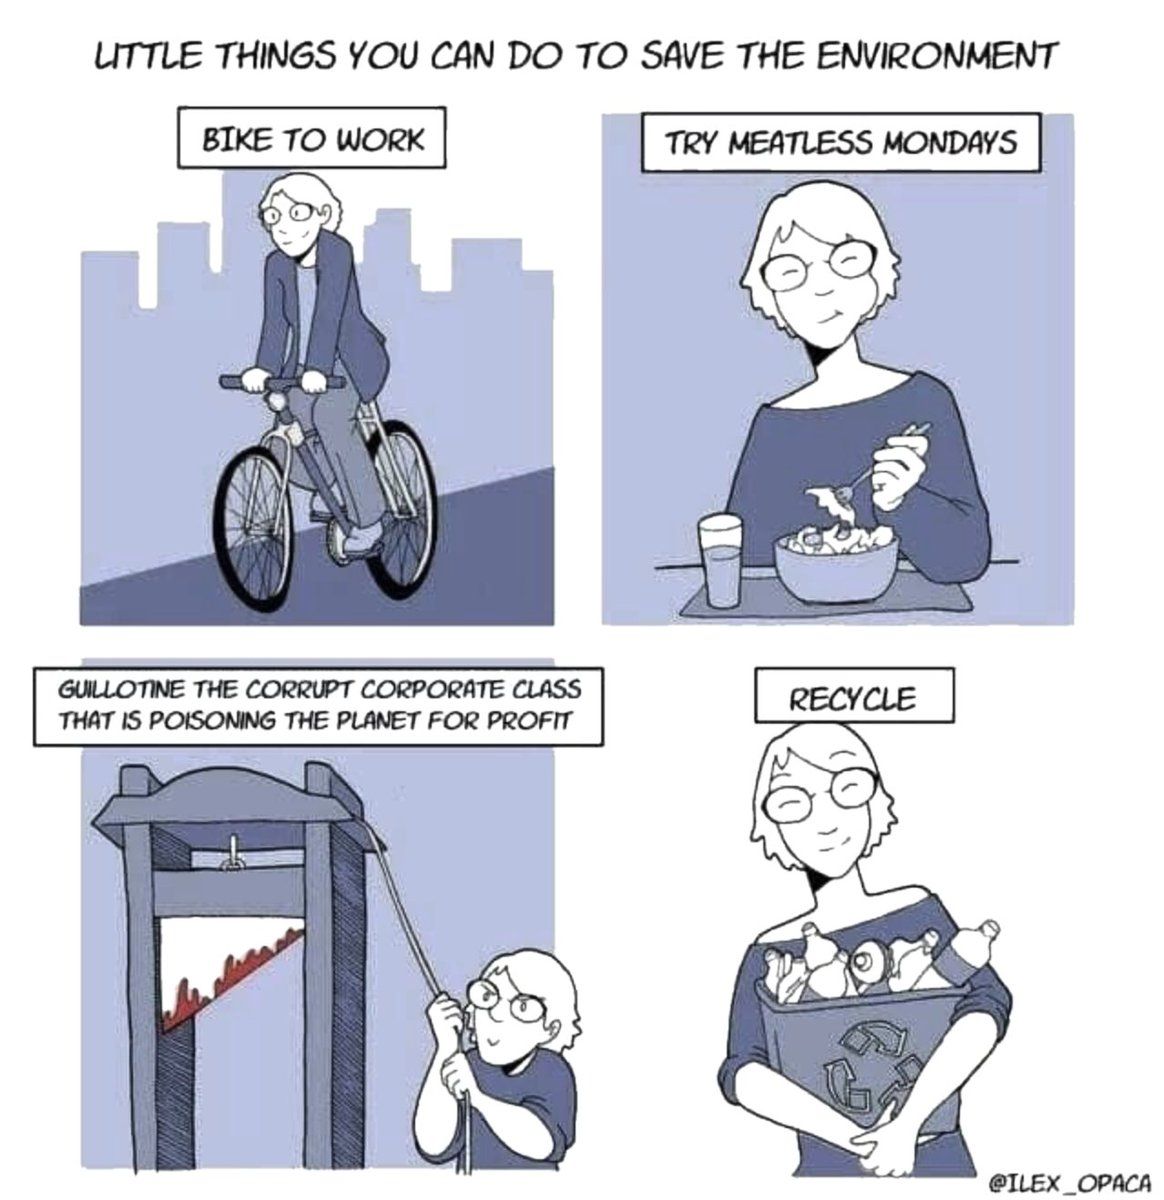 LITTLE THINGS YOU CAN DO TO SAVE THE ENVIRONMENT
BIKE TO WORK
TRY MEATLESS MONDAYS
GUILLOTINE THE CORRUPT CORPORATE CLASS
THAT IS POISONING THE PLANET FOR PROFIT
RECYCLE
@ILEX_OPACA